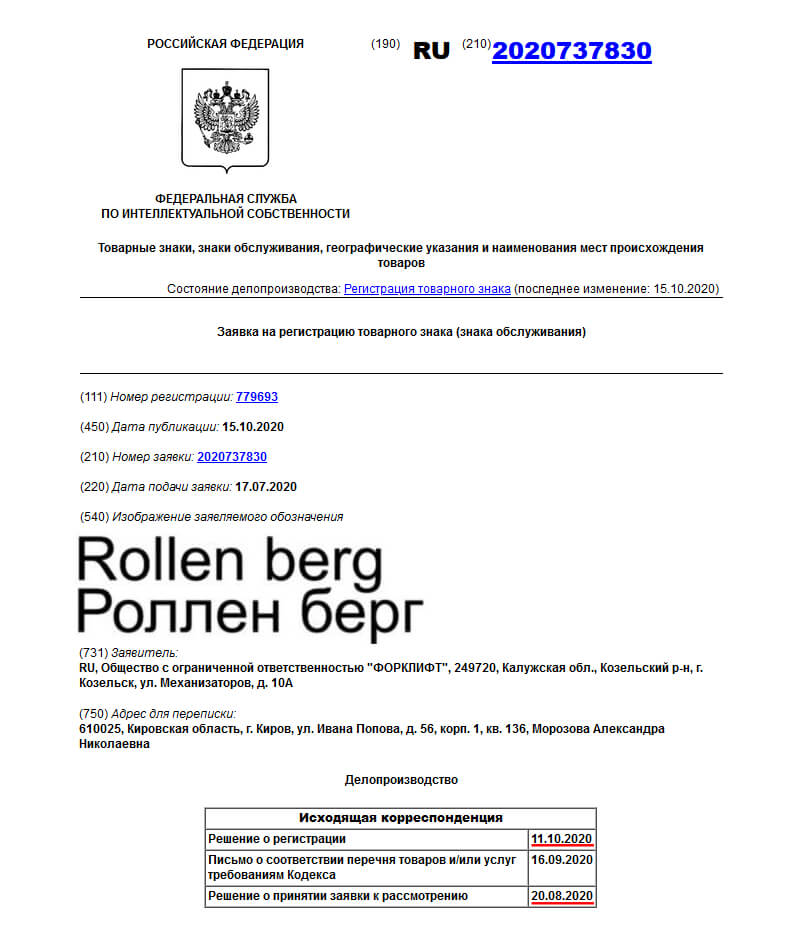 РОССИЙСКАЯ ФЕДЕРАЦИЯ
(190) RU (210)2020737830
ФЕДЕРАЛЬНАЯ СЛУЖБА
ПО ИНТЕЛЛЕКТУАЛЬНОЙ СОБСТВЕННОСТИ
Товарные знаки, знаки обслуживания, географические указания и наименования мест происхождения
товаров
Состояние делопроизводства: Регистрация товарного знака (последнее изменение: 15.10.2020)
Заявка на регистрацию товарного знака (знака обслуживания)
(111) Номер регистрации: 779693
(450) Дата публикации: 15.10.2020
(210) Номер заявки: 2020737830
(220) Дата подачи заявки: 17.07.2020
(540) Изображение заявляемого обозначения
Rollen berg
Роллен берг
(731) Заявитель:
RU, Общество с ограниченной ответственностью "ФОРКЛИФТ", 249720, Калужская обл., Козельский р-н, г.
Козельск, ул. Механизаторов, д. 10А
(750) Адрес для переписки:
610025, Кировская область, г. Киров, ул. Ивана Попова, д. 56, корп. 1, кв. 136, Морозова Александра
Николаевна
Делопроизводство
Исходящая корреспонденция
Решение о регистрации 11.10.2020
Письмо о соответствии перечня товаров и/или услуг 16.09.2020
требованиям Кодекса
Решение о принятии заявки к рассмотрению 20.08.2020